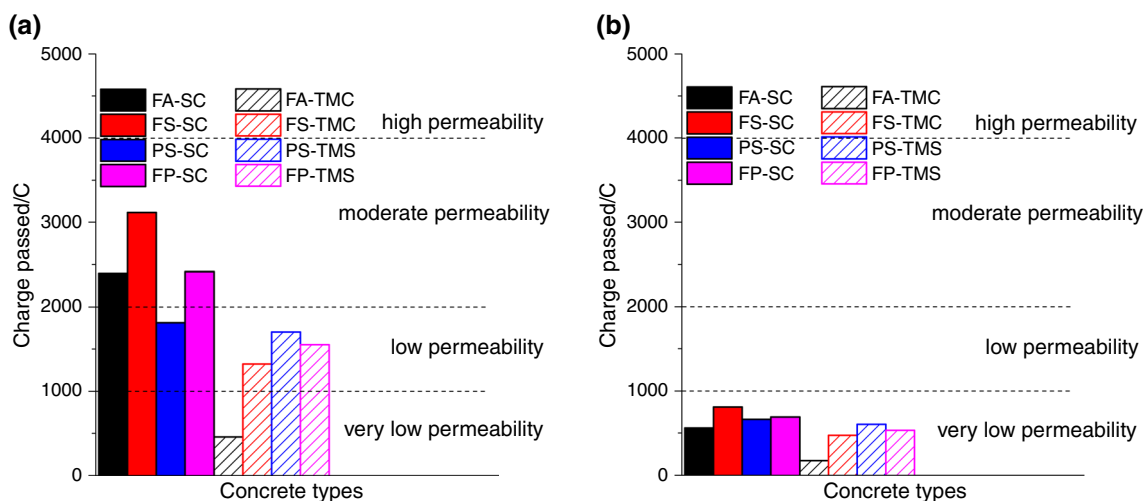 (a)
5000
4000
3000
2000
1000
0
Charge passed/C
FA-SC
FA-TMC
FS-SC
FS-TMC
PS-SC
PS-TMS
FP-SC
FP-TMS
high permeability
moderate permeability
low permeability
very low permeability
Concrete types
(b)
5000
4000
3000
2000
1000
0
Charge passed/C
FA-SC
FA-TMC
FS-SC
FS-TMC
PS-SC
PS-TMS
FP-SC
FP-TMS
high permeability
moderate permeability
low permeability
very low permeability
Concrete types